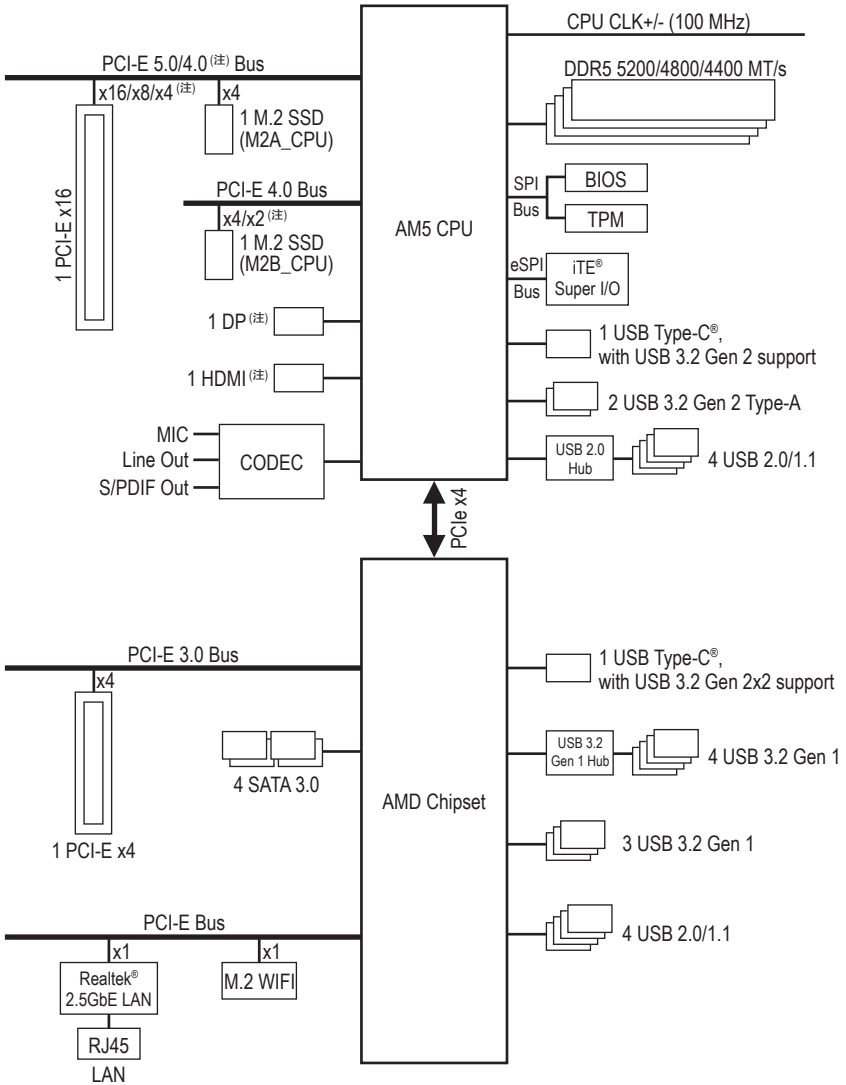 CPU CLK+/- (100 MHz)
PCI-E 5.0/4.0 (注) Bus
x16/x8/x4 (注)
x4
1 M.2 SSD
(M2A_CPU)
1 PCI-E x16
PCI-E 4.0 Bus
x4/x2 (注)
1 M.2 SSD
(M2B_CPU)
1 DP (注)
1 HDMI (注)
MIC
Line Out
S/PDIF Out
CODEC
AM5 CPU
DDR5 5200/4800/4400 MT/s
SPI
Bus
BIOS
TPM
eSPI
Bus
iTE®
Super I/O
1 USB Type-C®,
with USB 3.2 Gen 2 support
2 USB 3.2 Gen 2 Type-A
USB 2.0
Hub
4 USB 2.0/1.1
PCIe x4
PCI-E 3.0 Bus
x4
1 PCI-E x4
4 SATA 3.0
AMD Chipset
1 USB Type-C®,
with USB 3.2 Gen 2x2 support
USB 3.2
Gen 1 Hub
4 USB 3.2 Gen 1
3 USB 3.2 Gen 1
4 USB 2.0/1.1
PCI-E Bus
x1
x1
Realtek®
2.5GbE LAN
M.2 WIFI
RJ45
LAN